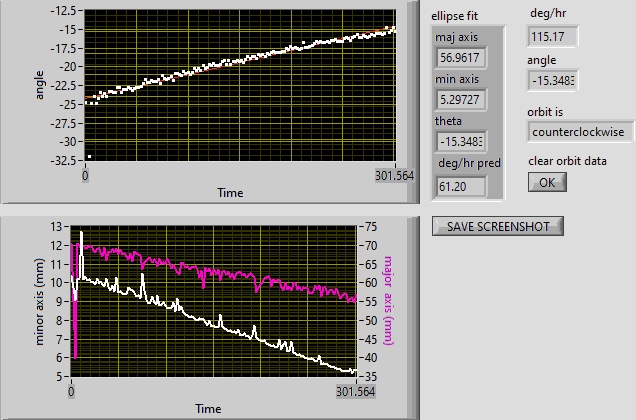 -12.5
-15
-17.5
-20
-22.5
-25
-27.5
-30
-32.5
angle
0
301.564
Time
ellipse fit
maj axis
56.9617
min axis
5.29727
theta
-15.348
deg/hr pred
61.20
deg/hr
115.17
angle
-15.348
orbit is
counterclockwise
clear orbit data
OK
SAVE SCREENSHOT
13
12
11
10
9
8
7
6
5
minor axis (mm)
75
70
65
60
55
50
45
40
35
major axis (mm)
0
301.564
Time